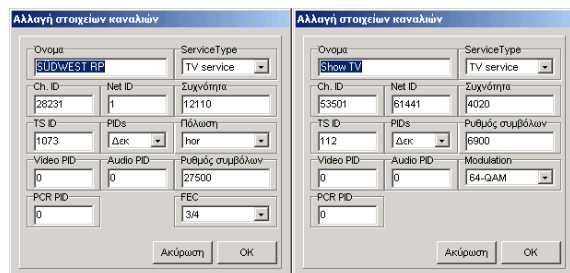 Αλλαγή στοιχείων καναλιών
Όνομα ServiceType
SÜDWEST RP TV service
Ch. ID Net ID Συχνότητα
28231 1 12110
TS ID PIDs Πόλωση
1073 Δεκ hor
Video PID Audio PID Ρυθμός συμβόλων
0 0 27500
PCR PID FEC
0 3/4
Ακύρωση OK
Αλλαγή στοιχείων καναλιών
Όνομα ServiceType
Show TV TV service
Ch. ID Net ID Συχνότητα
53501 61441 4020
TS ID PIDs Ρυθμός συμβόλων
112 Δεκ 6900
Video PID Audio PID Modulation
0 0 64-QAM
PCR PID
0
Ακύρωση OK